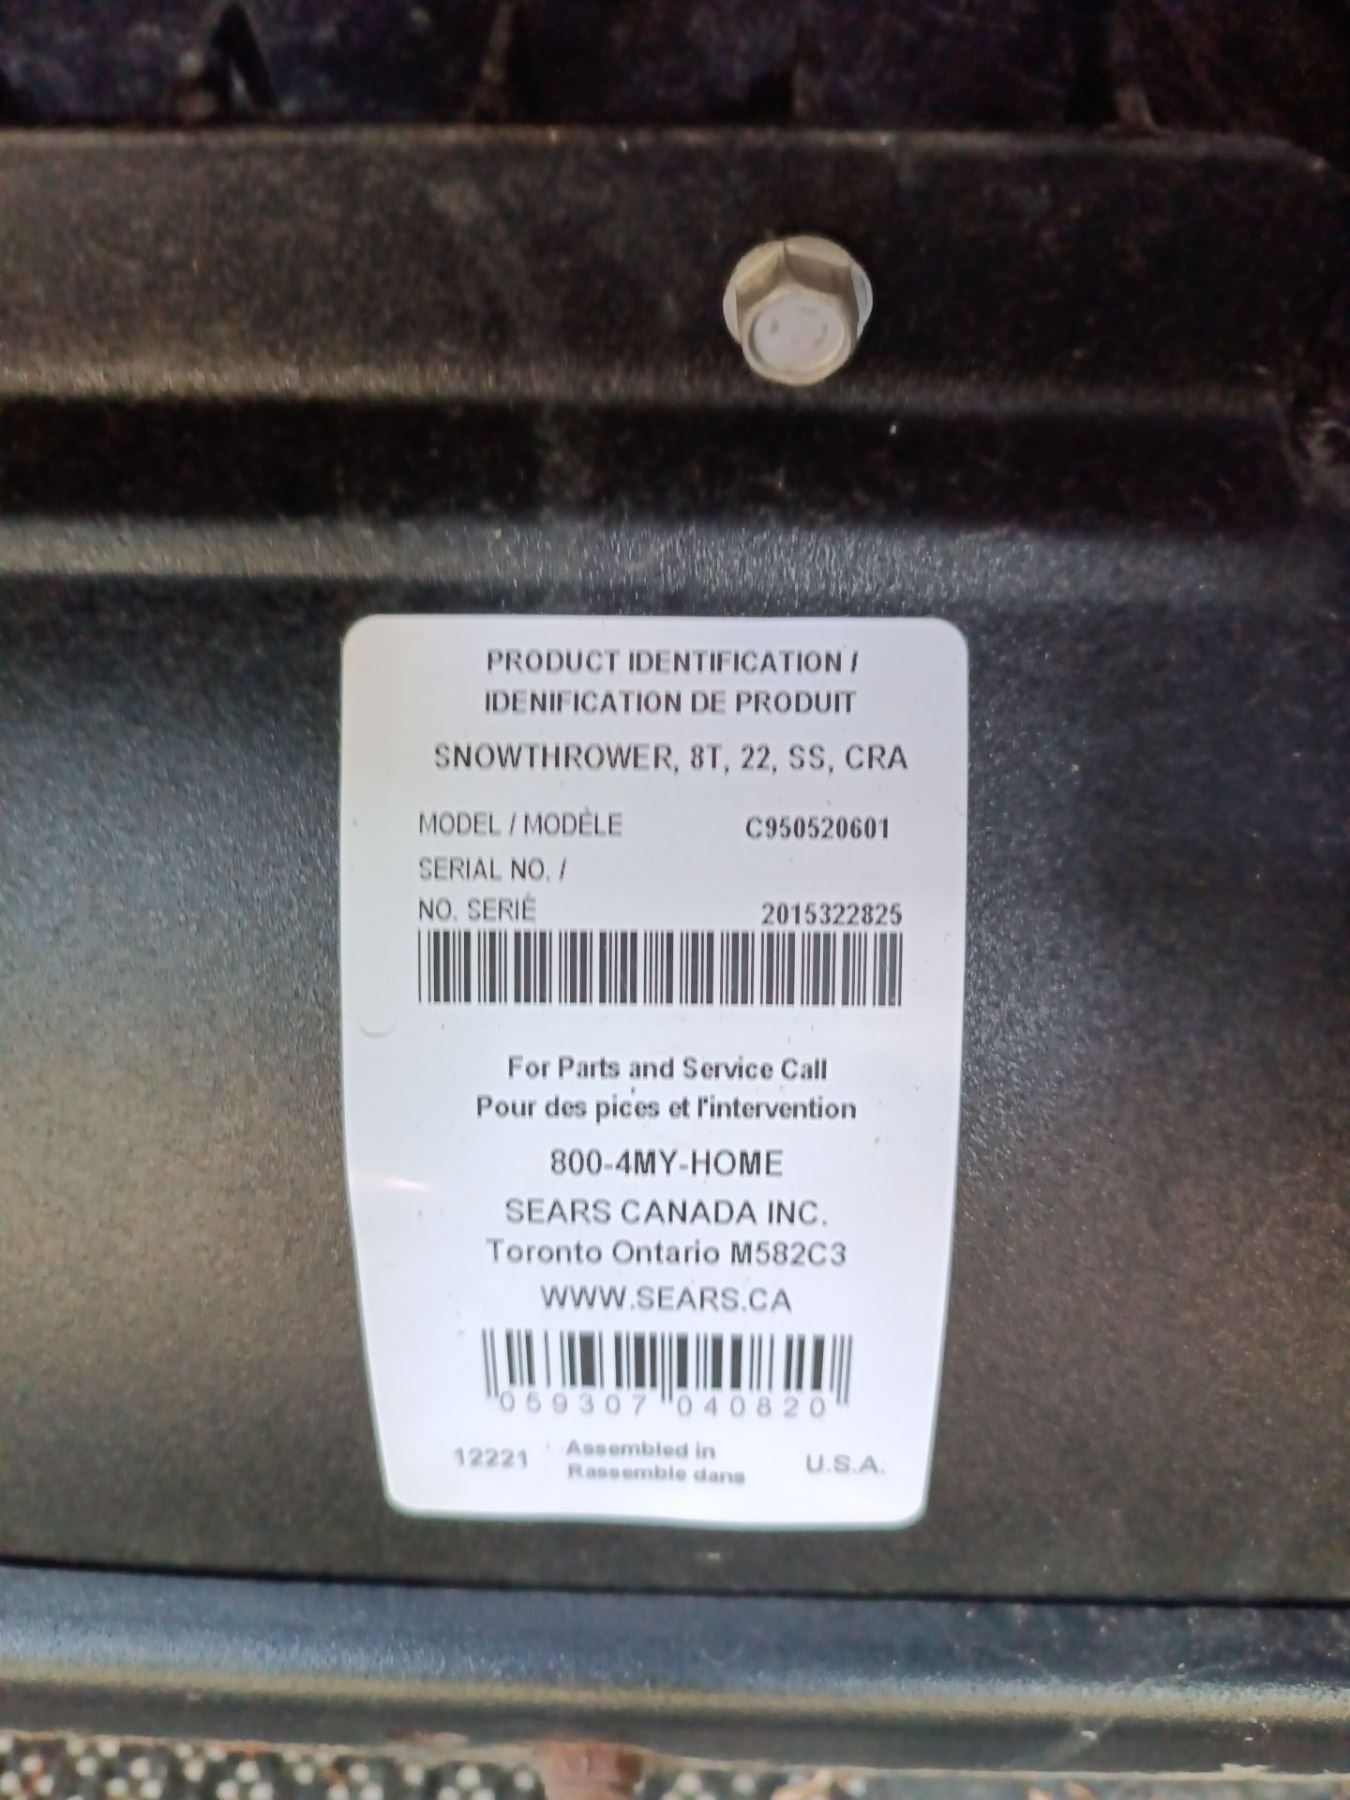 PRODUCT IDENTIFICATION /
IDENIFICATION DE PRODUIT
SNOWTHROWER, 8T, 22, SS, CRA
MODEL / MODÈLE C950520601
SERIAL NO. /
NO. SERIÉ 2015322825
For Parts and Service Call
Pour des pices et l'intervention
800-4MY-HOME
SEARS CANADA INC.
Toronto Ontario M582C3
WWW.SEARS.CA
059307 040820
12221 Assembled in U.S.A.
Rassemble dans